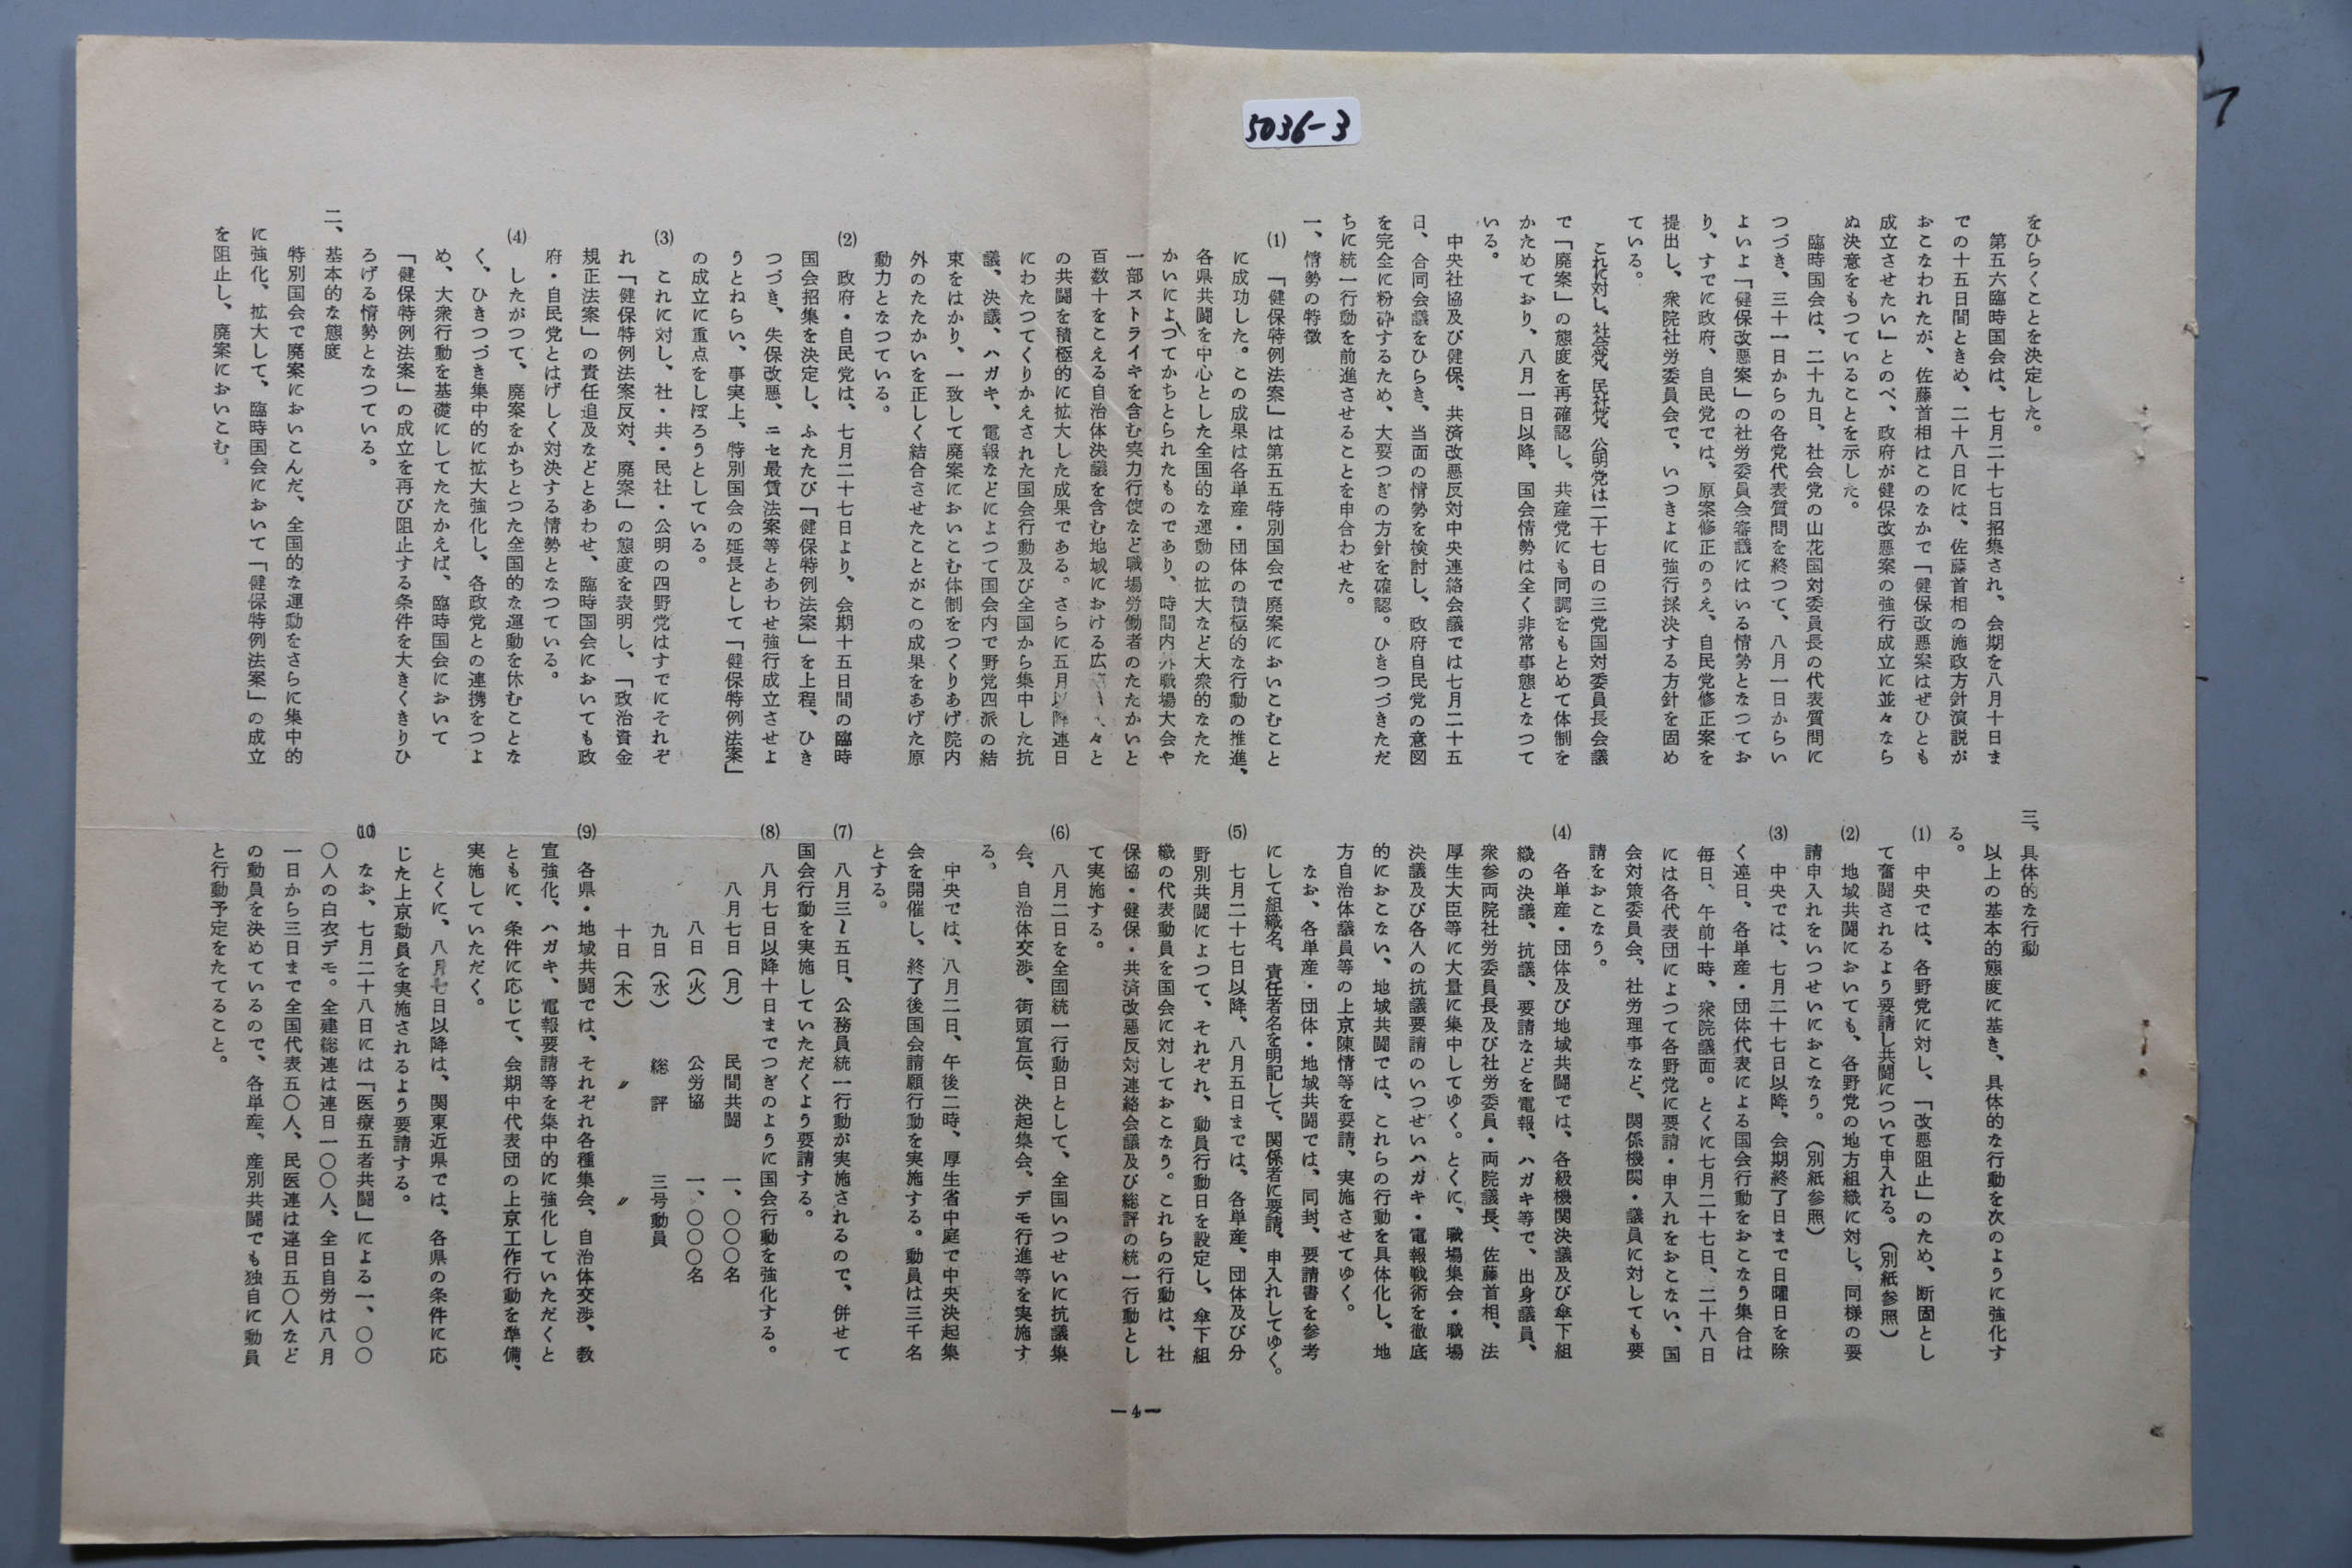 5036-3
をひらくことを決定した。
第五六臨時国会は、七月二十七日招集され、会期を八月十日ま
での十五日間ときめ、二十八日には、佐藤首相の施政方針演説が
おこなわれたが、佐藤首相はこのなかで「健保改悪案はぜひとも
成立させたい」とのべ、政府が健保改悪案の強行成立に並々なら
ぬ決意をもつていることを示した。
臨時国会は、二十九日、社会党の山花国対委員長の代表質問に
つづき、三十一日からの各党代表質問を終つて、八月一日からい
よいよ「健保改悪案」の社労委員会審議にはいる情勢となつてお
り、すでに政府、自民党では、原案修正のうえ、自民党修正案を
提出し、衆院社労委員会で、いつきよに強行採決する方針を固め
ている。
これに対し、社会党、民社党、公明党は二十七日の三党国対委員長会議
で「廃案」の態度を再確認し、共産党にも同調をもとめて体制を
かためており、八月一日以降、国会情勢は全く非常事態となつて
いる。
中央社協及び健保、共済改悪反対中央連絡会議では七月二十五
日、合同会議をひらき、当面の情勢を検討し、政府自民党の意図
を完全に粉砕するため、大要つぎの方針を確認。ひきつづきただ
ちに統一行動を前進させることを申合わせた。
一、情勢の特徴
(1) 「健保特例法案」は第五五特別国会で廃案においこむこと
に成功した。この成果は各単産・団体の積極的な行動の推進、
各県共闘を中心とした全国的な運動の拡大など大衆的なたた
かいによつてかちとられたものであり、時間内外職場大会や
一部ストライキを含む実力行使など職場労働者のたたかいと
百数十をこえる自治体決議を含む地域における広 々と
の共闘を積極的に拡大した成果である。さらに五月以降連日
にわたつてくりかえされた国会行動及び全国から集中した抗
議、決議、ハガキ、電報などによつて国会内で野党四派の結
束をはかり、一致して廃案においこむ体制をつくりあげ院内
外のたたかいを正しく結合させたことがこの成果をあげた原
動力となつている。
(2) 政府・自民党は、七月二十七日より、会期十五日間の臨時
国会招集を決定し、ふたたび「健保特例法案」を上程、ひき
つづき、失保改悪、ニセ最賃法案等とあわせ強行成立させよ
うとねらい、事実上、特別国会の延長として「健保特例法案」
の成立に重点をしぼろうとしている。
(3) これに対し、社・共・民社・公明の四野党はすでにそれぞ
れ「健保特例法案反対、廃案」の態度を表明し、「政治資金
規正法案」の責任追及などとあわせ、臨時国会においても政
府・自民党とはげしく対決する情勢となつている。
(4) したがつて、廃案をかちとつた全国的な運動を休むことな
く、ひきつづき集中的に拡大強化し、各政党との連携をつよ
め、大衆行動を基礎にしてたたかえば、臨時国会において
「健保特例法案」の成立を再び阻止する条件を大きくきりひ
ろげる情勢となつている。
二、基本的な態度
特別国会で廃案においこんだ、全国的な運動をさらに集中的
に強化、拡大して、臨時国会において「健保特例法案」の成立
を阻止し、廃案においこむ。
三、具体的な行動
以上の基本的態度に基き、具体的な行動を次のように強化す
る。
(1) 中央では、各野党に対し、「改悪阻止」のため、断固とし
て奮闘されるよう要請し共闘について申入れる。（別紙参照）
(2) 地域共闘においても、各野党の地方組織に対し、同様の要
請申入れをいつせいにおこなう。（別紙参照）
(3) 中央では、七月二十七日以降、会期終了日まで日曜日を除
く連日、各単産・団体代表による国会行動をおこなう集合は
毎日、午前十時、衆院議面。とくに七月二十七日、二十八日
には各代表団によつて各野党に要請・申入れをおこない、国
会対策委員会、社労理事など、関係機関・議員に対しても要
請をおこなう。
(4) 各単産・団体及び地域共闘では、各級機関決議及び傘下組
織の決議、抗議、要請などを電報、ハガキ等で、出身議員、
衆参両院社労委員長及び社労委員・両院議長、佐藤首相、法
厚生大臣等に大量に集中してゆく。とくに、職場集会・職場
決議及び各人の抗議要請のいつせいハガキ・電報戦術を徹底
的におこない、地域共闘では、これらの行動を具体化し、地
方自治体議員等の上京陳情等を要請、実施させてゆく。
なお、各単産・団体・地域共闘では、同封、要請書を参考
にして組織名、責任者名を明記して、関係者に要請、申入れしてゆく。
(5) 七月二十七日以降、八月五日までは、各単産、団体及び分
野別共闘によつて、それぞれ、動員行動日を設定し、傘下組
織の代表動員を国会に対しておこなう。これらの行動は、社
保協・健保・共済改悪反対連絡会議及び総評の統一行動とし
て実施する。
(6) 八月二日を全国統一行動日として、全国いつせいに抗議集
会、自治体交渉、街頭宣伝、決起集会、デモ行進等を実施す
る。
中央では、八月二日、午後二時、厚生省中庭で中央決起集
会を開催し、終了後国会請願行動を実施する。動員は三千名
とする。
(7) 八月三〜五日、公務員統一行動が実施されるので、併せて
国会行動を実施していただくよう要請する。
(8) 八月七日以降十日までつぎのように国会行動を強化する。
八月七日（月） 民間共闘 一、〇〇〇名
八日（火） 公労協 一、〇〇〇名
九日（水） 総評 三号動員
十日（木） 〃 〃
(9) 各県・地域共闘では、それぞれ各種集会、自治体交渉、教
宣強化、ハガキ、電報要請等を集中的に強化していただくと
ともに、条件に応じて、会期中代表団の上京工作行動を準備、
実施していただく。
とくに、八月七日以降は、関東近県では、各県の条件に応
じた上京動員を実施されるよう要請する。
(10) なお、七月二十八日には「医療五者共闘」による一、〇〇
〇人の白衣デモ。全建総連は連日一〇〇人、全日自労は八月
一日から三日まで全国代表五〇人、民医連は連日五〇人など
の動員を決めているので、各単産、産別共闘でも独自に動員
と行動予定をたてること。
―4―